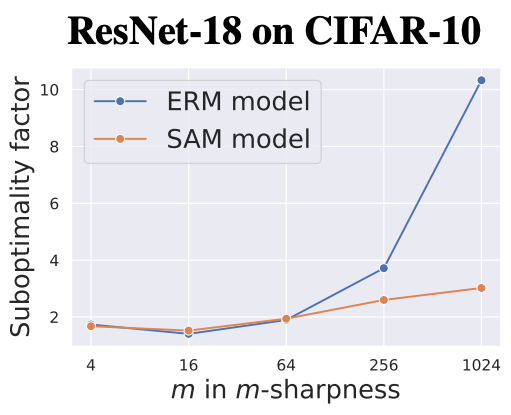 ResNet-18 on CIFAR-10
Suboptimality factor
10
8
6
4
2
ERM model
SAM model
4 16 64 256 1024
m in m-sharpness